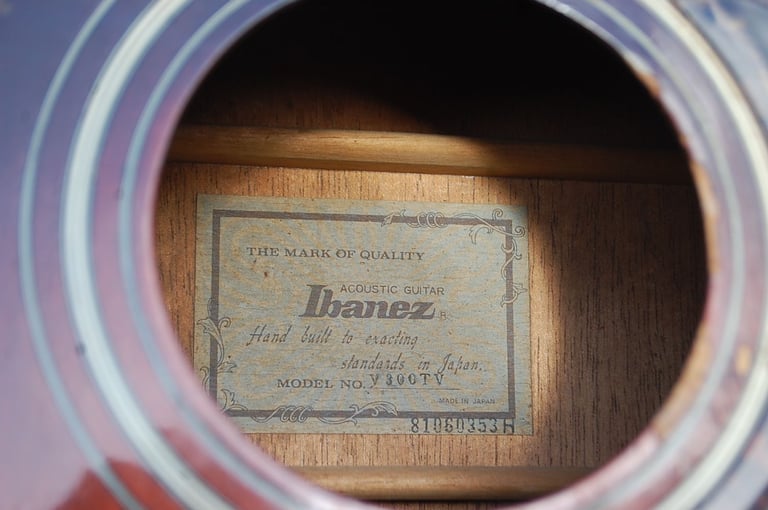 THE MARK OF QUALITY
ACOUSTIC GUITAR
Ibanez ®
Hand built to exacting
standards in Japan.
MODEL NO. V300TV
MADE IN JAPAN
81060353H